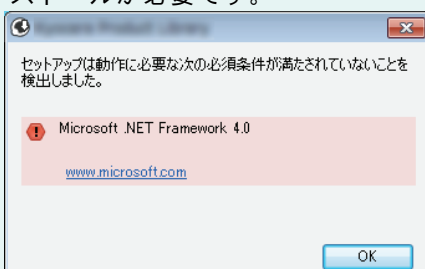 ストールが必要です。
セットアップは動作に必要な次の必須条件が満たされていないことを
検出しました。
Microsoft .NET Framework 4.0
www.microsoft.com
OK